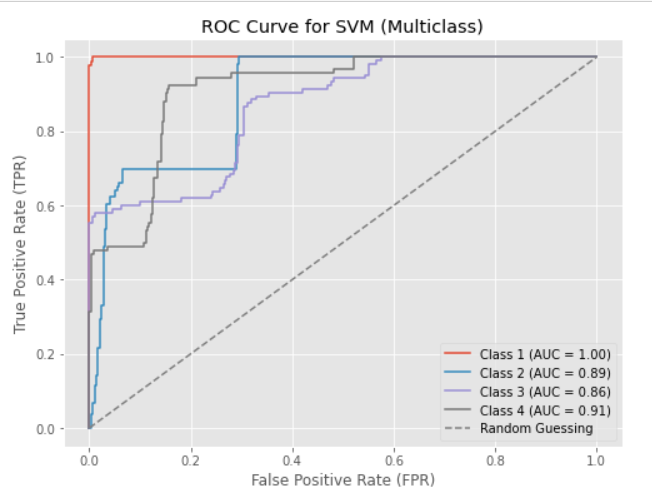 ROC Curve for SVM (Multiclass)
True Positive Rate (TPR)
1.0
0.8
0.6
0.4
0.2
0.0
Class 1 (AUC = 1.00)
Class 2 (AUC = 0.89)
Class 3 (AUC = 0.86)
Class 4 (AUC = 0.91)
Random Guessing
0.0 0.2 0.4 0.6 0.8 1.0
False Positive Rate (FPR)